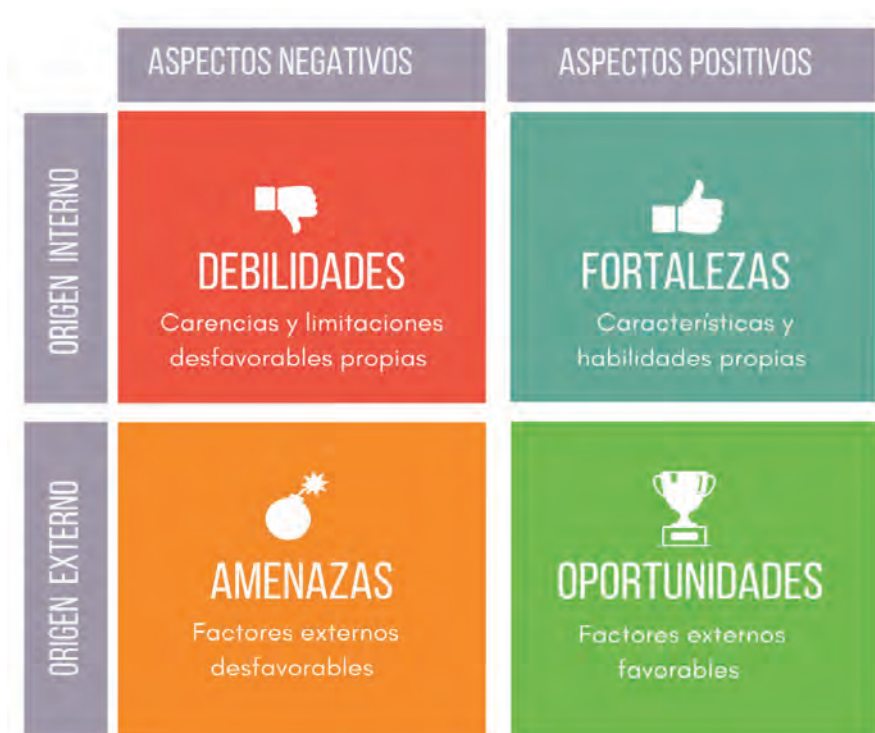 ASPECTOS NEGATIVOS
ASPECTOS POSITIVOS
ORIGEN INTERNO
DEBILIDADES
Carencias y limitaciones
desfavorables propias
FORTALEZAS
Características y
habilidades propias
ORIGEN EXTERNO
AMENAZAS
Factores externos
desfavorables
OPORTUNIDADES
Factores externos
favorables